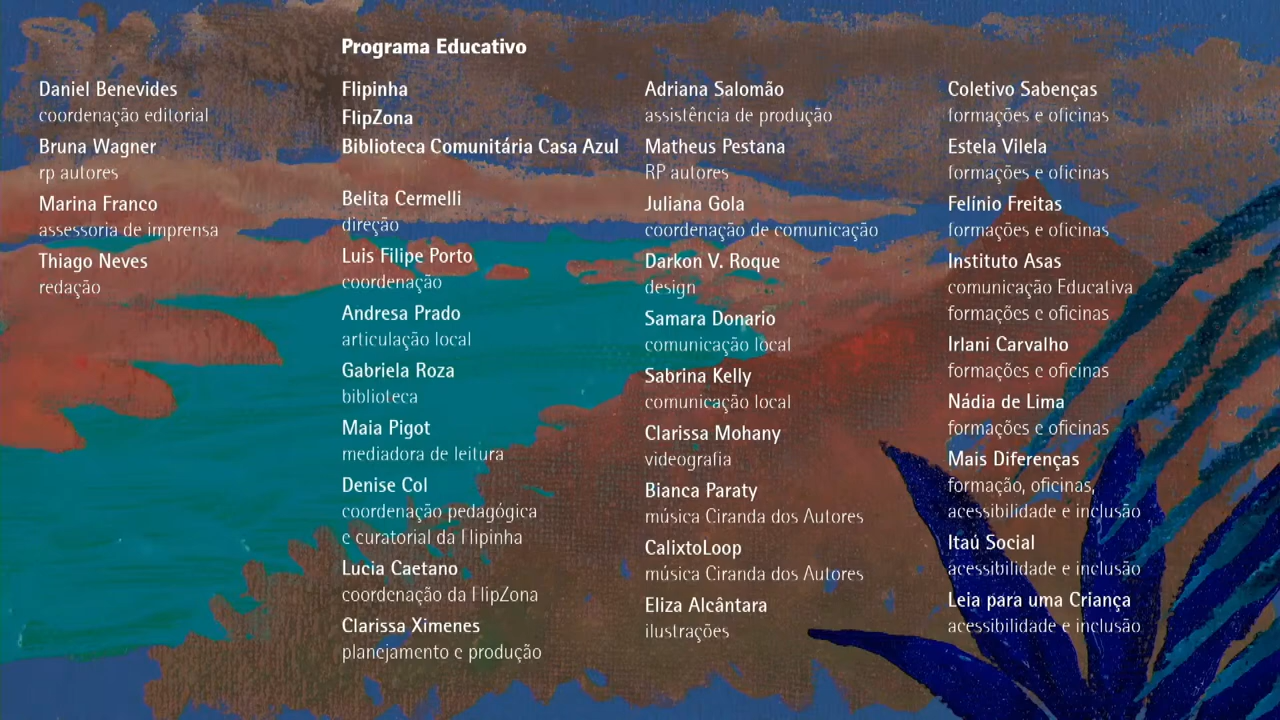 Daniel Benevides
coordenação editorial
Bruna Wagner
rp autores
Marina Franco
assessoria de imprensa
Thiago Neves
redação
Programa Educativo
Flipinha
FlipZona
Biblioteca Comunitária Casa Azul
Belita Cermelli
direção
Luis Filipe Porto
coordenação
Andresa Prado
articulação local
Gabriela Roza
biblioteca
Maia Pigot
mediadora de leitura
Denise Col
coordenação pedagógica
e curatorial da Flipinha
Lucia Caetano
coordenação da FlipZona
Clarissa Ximenes
planejamento e produção
Adriana Salomão
assistência de produção
Matheus Pestana
RP autores
Juliana Gola
coordenação de comunicação
Darkon V. Roque
design
Samara Donario
comunicação local
Sabrina Kelly
comunicação local
Clarissa Mohany
videografia
Bianca Paraty
música Ciranda dos Autores
CalixtoLoop
música Ciranda dos Autores
Eliza Alcântara
ilustrações
Coletivo Sabenças
formações e oficinas
Estela Vilela
formações e oficinas
Felínio Freitas
formações e oficinas
Instituto Asas
comunicação Educativa
formações e oficinas
Irlani Carvalho
formações e oficinas
Nádia de Lima
formações e oficinas
Mais Diferenças
formação, oficinas,
acessibilidade e inclusão
Itaú Social
acessibilidade e inclusão
Leia para uma Criança
acessibilidade e inclusão